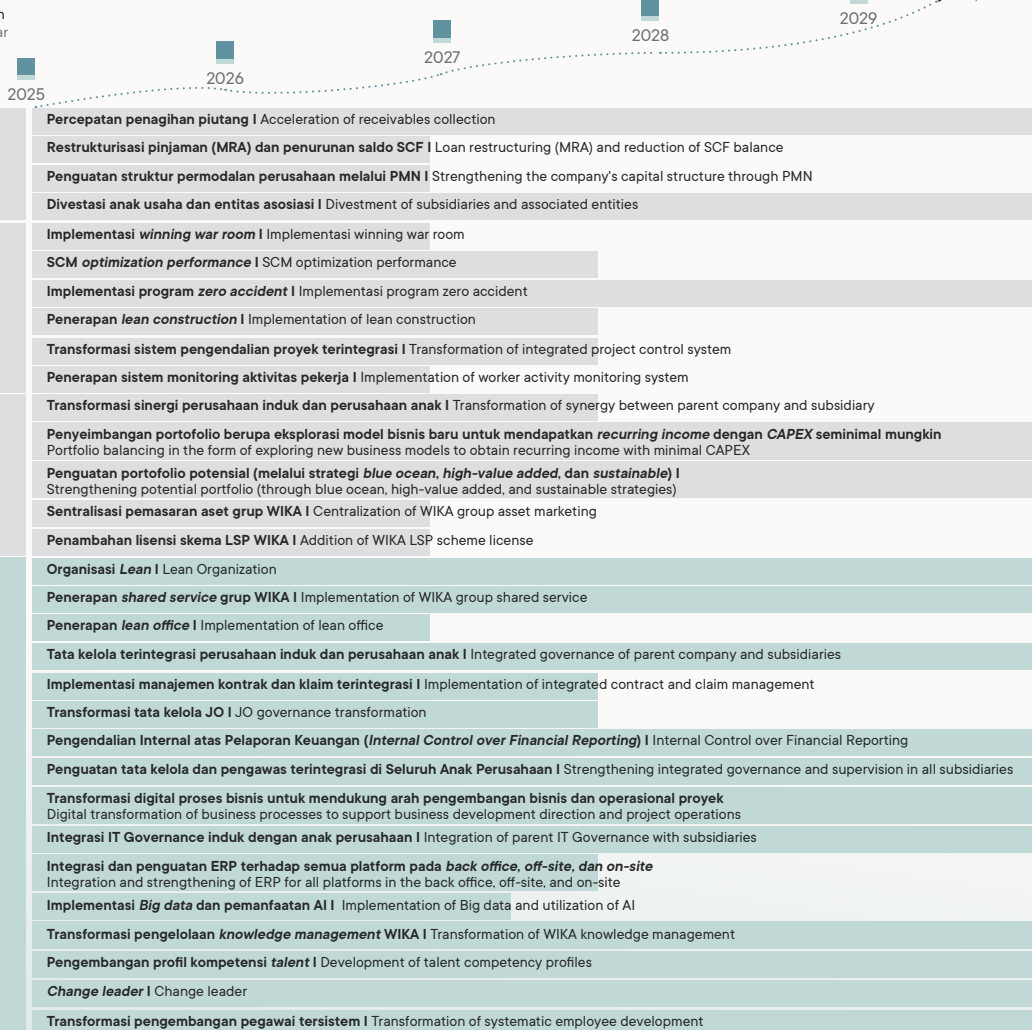 n
ar
2025
2026
2027
2028
2029
Percepatan penagihan piutang I Acceleration of receivables collection
Restrukturisasi pinjaman (MRA) dan penurunan saldo SCF I Loan restructuring (MRA) and reduction of SCF balance
Penguatan struktur permodalan perusahaan melalui PMN I Strengthening the company's capital structure through PMN
Divestasi anak usaha dan entitas asosiasi I Divestment of subsidiaries and associated entities
Implementasi winning war room I Implementasi winning war room
SCM optimization performance I SCM optimization performance
Implementasi program zero accident I Implementasi program zero accident
Penerapan lean construction I Implementation of lean construction
Transformasi sistem pengendalian proyek terintegrasi I Transformation of integrated project control system
Penerapan sistem monitoring aktivitas pekerja I Implementation of worker activity monitoring system
Transformasi sinergi perusahaan induk dan perusahaan anak I Transformation of synergy between parent company and subsidiary
Penyeimbangan portofolio berupa eksplorasi model bisnis baru untuk mendapatkan recurring income dengan CAPEX seminimal mungkin
Portfolio balancing in the form of exploring new business models to obtain recurring income with minimal CAPEX
Penguatan portofolio potensial (melalui strategi blue ocean, high-value added, dan sustainable) I
Strengthening potential portfolio (through blue ocean, high-value added, and sustainable strategies)
Sentralisasi pemasaran aset grup WIKA I Centralization of WIKA group asset marketing
Penambahan lisensi skema LSP WIKA I Addition of WIKA LSP scheme license
Organisasi Lean I Lean Organization
Penerapan shared service grup WIKA I Implementation of WIKA group shared service
Penerapan lean office I Implementation of lean office
Tata kelola terintegrasi perusahaan induk dan perusahaan anak I Integrated governance of parent company and subsidiaries
Implementasi manajemen kontrak dan klaim terintegrasi I Implementation of integrated contract and claim management
Transformasi tata kelola JO I JO governance transformation
Pengendalian Internal atas Pelaporan Keuangan (Internal Control over Financial Reporting) I Internal Control over Financial Reporting
Penguatan tata kelola dan pengawas terintegrasi di Seluruh Anak Perusahaan I Strengthening integrated governance and supervision in all subsidiaries
Transformasi digital proses bisnis untuk mendukung arah pengembangan bisnis dan operasional proyek
Digital transformation of business processes to support business development direction and project operations
Integrasi IT Governance induk dengan anak perusahaan I Integration of parent IT Governance with subsidiaries
Integrasi dan penguatan ERP terhadap semua platform pada back office, off-site, dan on-site
Integration and strengthening of ERP for all platforms in the back office, off-site, and on-site
Implementasi Big data dan pemanfaatan AI I Implementation of Big data and utilization of AI
Transformasi pengelolaan knowledge management WIKA I Transformation of WIKA knowledge management
Pengembangan profil kompetensi talent I Development of talent competency profiles
Change leader I Change leader
Transformasi pengembangan pegawai tersistem I Transformation of systematic employee development